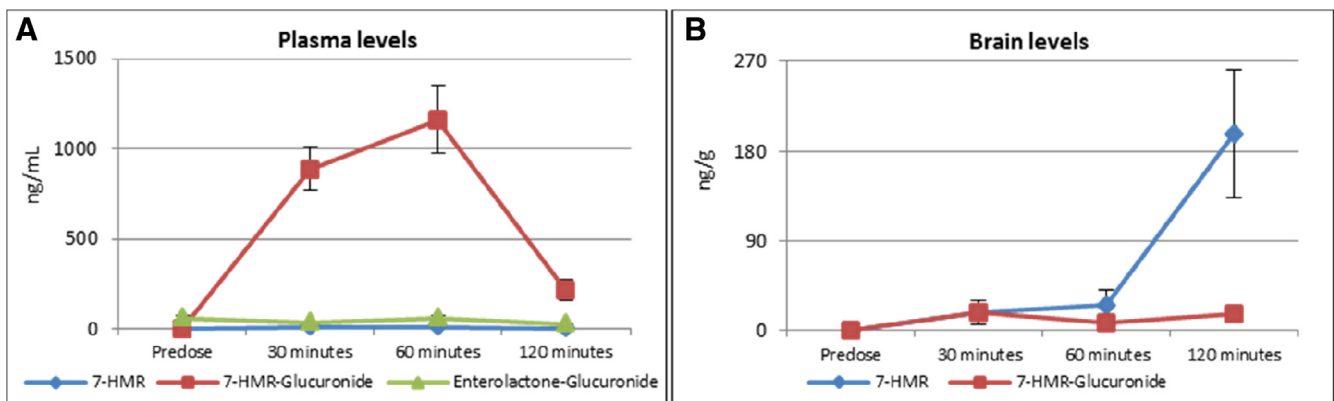 A
Plasma levels
1500
1000
500
0
ng/mL
Predose 30 minutes 60 minutes 120 minutes
7-HMR 7-HMR-Glucuronide Enterolactone-Glucuronide
B
Brain levels
270
180
90
0
ng/g
Predose 30 minutes 60 minutes 120 minutes
7-HMR 7-HMR-Glucuronide